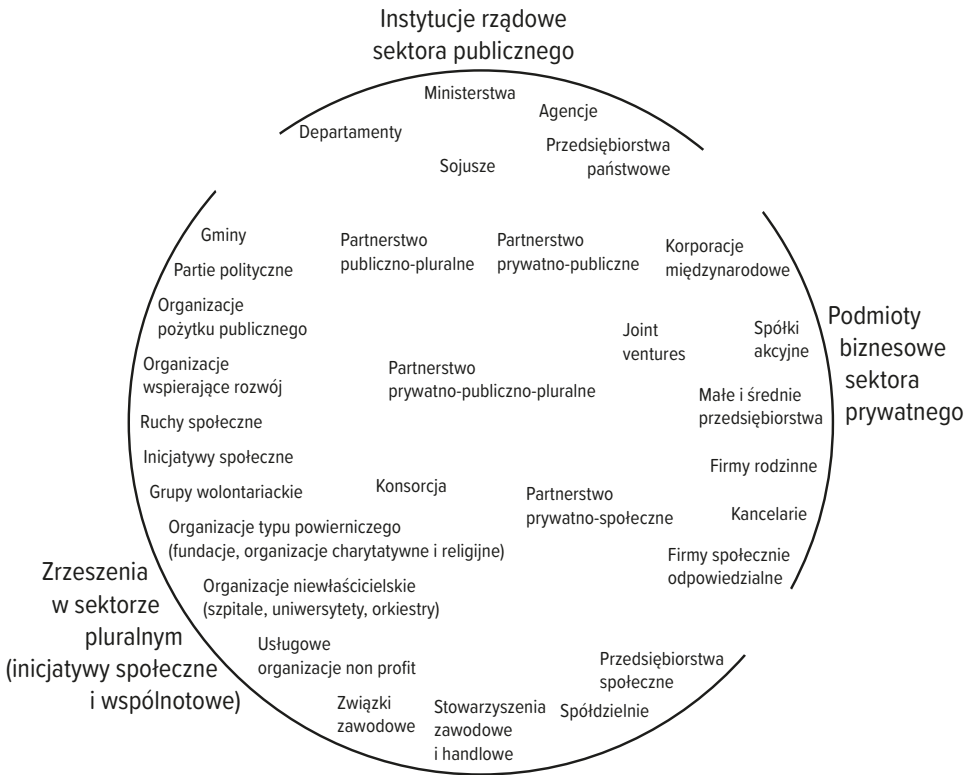 Instytucje rządowe
sektora publicznego
Ministerstwa
Agencje
Departamenty
Przedsiębiorstwa
państwowe
Sojusze
Gminy
Partnerstwo
publiczno-pluralne
Partnerstwo
prywatno-publiczne
Korporacje
międzynarodowe
Partie polityczne
Organizacje
pożytku publicznego
Joint
ventures
Spółki
akcyjne
Podmioty
biznesowe
sektora
prywatnego
Organizacje
wspierające rozwój
Partnerstwo
prywatno-publiczno-pluralne
Małe i średnie
przedsiębiorstwa
Ruchy społeczne
Inicjatywy społeczne
Firmy rodzinne
Grupy wolontariackie
Konsorcja
Partnerstwo
prywatno-społeczne
Kancelarie
Organizacje typu powierniczego
(fundacje, organizacje charytatywne i religijne)
Firmy społecznie
odpowiedzialne
Zrzeszenia
w sektorze
pluralnym
(inicjatywy społeczne
i wspólnotowe)
Organizacje niewłaścicielskie
(szpitale, uniwersytety, orkiestry)
Usługowe
organizacje non profit
Przedsiębiorstwa
społeczne
Związki
zawodowe
Stowarzyszenia
zawodowe
i handlowe
Spółdzielnie